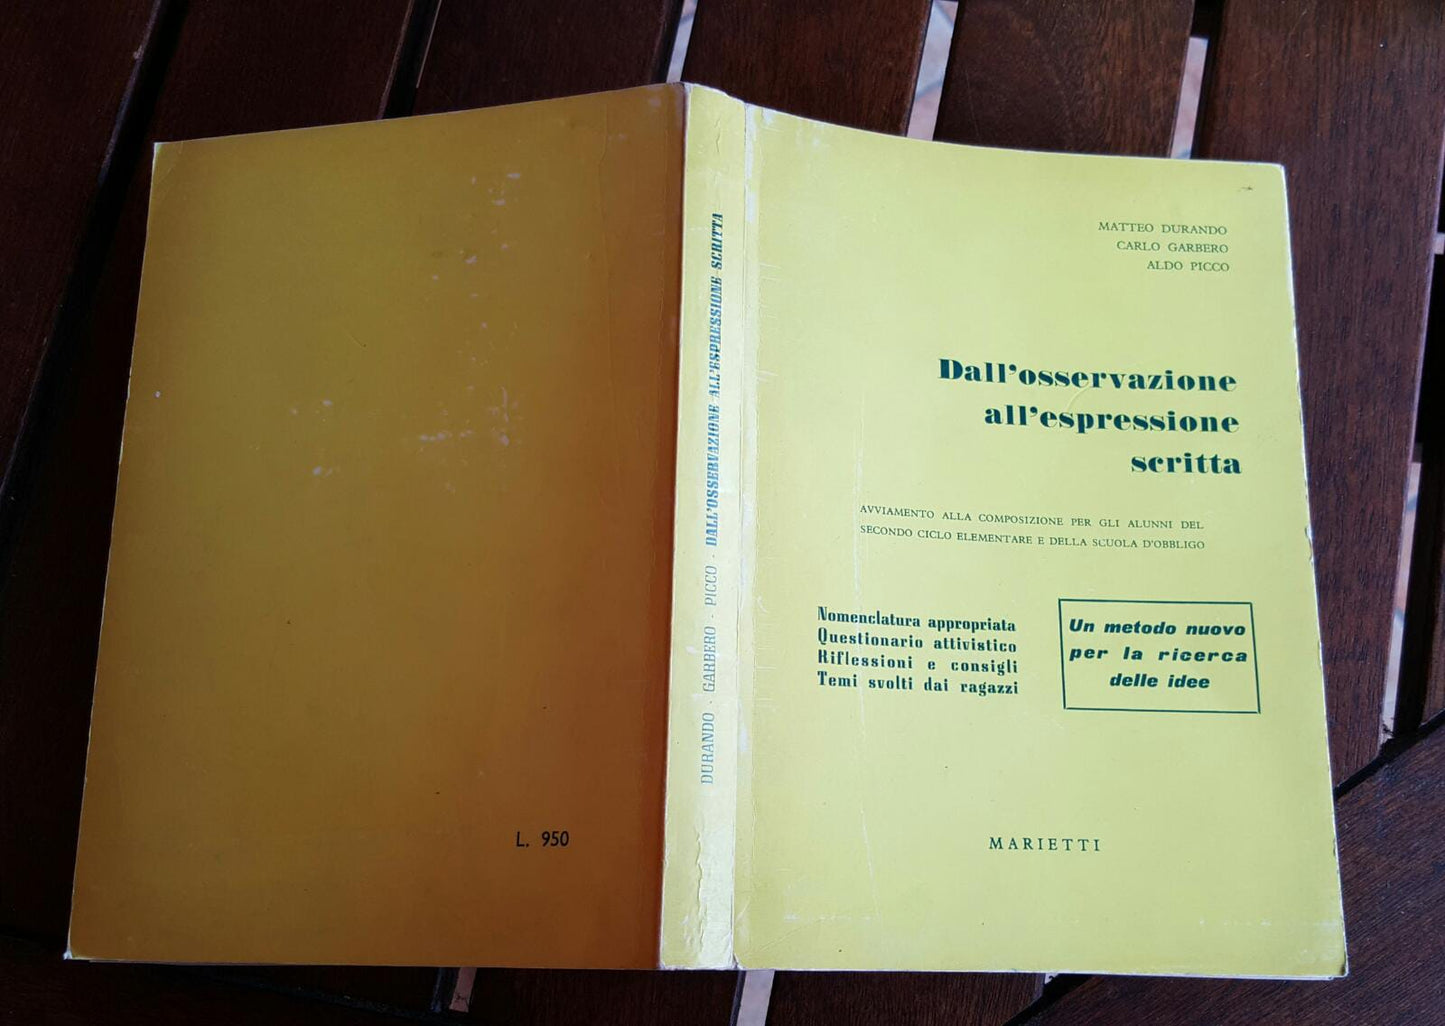 MATTEO DURANDO
CARLO GARBERO
ALDO PICCO
Dall'osservazione
all'espressione
scritta
AVVIAMENTO ALLA COMPOSIZIONE PER GLI ALUNNI DEL
SECONDO CICLO ELEMENTARE E DELLA SCUOLA D'OBBLIGO
Nomenclatura appropriata
Questionario attivistico
Riflessioni e consigli
Temi svolti dai ragazzi
Un metodo nuovo
per la ricerca
delle idee
MARIETTI
DURANDO - GARBERO - PICCO - DALL'OSSERVAZIONE ALL'ESPRESSIONE SCRITTA
L. 950